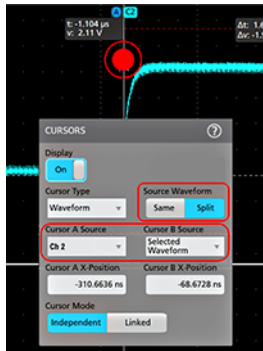 A C2
t: -1.104 µs
v: 2.11 V
Δt: 1.6
Δv: -1.9
CURSORS ?
Display
On
Cursor Type
Source Waveform
Waveform
Same Split
Cursor A Source
Cursor B Source
Ch 2
Selected
Waveform
Cursor A X-Position
Cursor B X-Position
-310.6636 ns
-68.6728 ns
Cursor Mode
Independent Linked